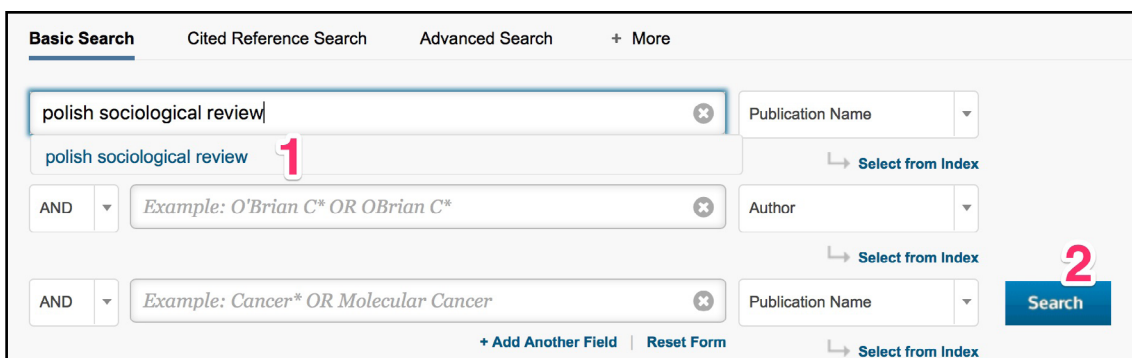 Basic Search Cited Reference Search Advanced Search + More
polish sociological review Publication Name
polish sociological review 1 Select from Index
AND Example: O'Brian C* OR OBrian C* Author
Select from Index 2
AND Example: Cancer* OR Molecular Cancer Publication Name Search
+ Add Another Field | Reset Form Select from Index